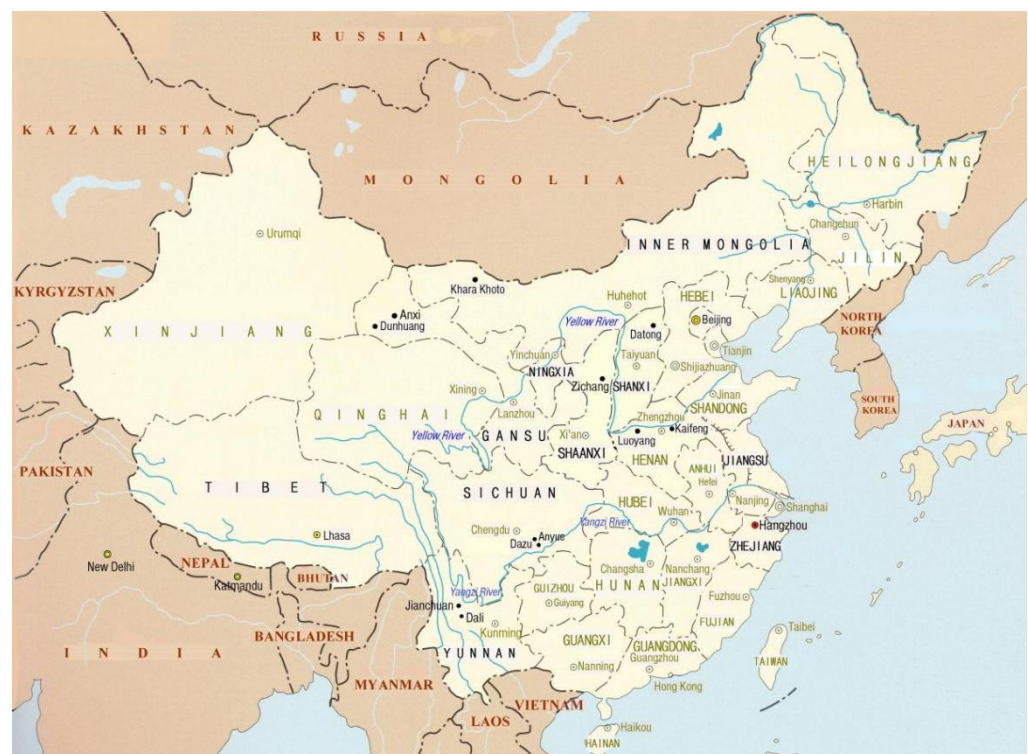 RUSSIA
KAZAKHSTAN
MONGOLIA
HEILONGJIANG
Harbin
Changehun
Urumqi
INNER MONGOLIA
JILIN
Khara Khoto
Shenyang
LIAOJING
KYRGYZSTAN
Huhehot
HEBEI
Anxi
Dunhuang
Beijing
NORTH
KOREA
XINJIANG
Yellow River
Datong
Yinchuan
Taiyuan
Tianjin
Shijiazhuang
NINGXIA
Zichang
SHANXI
Xining
Jinan
SOUTH
KOREA
Lanzhou
SHANDONG
QINGHAI
Zhengzhou
Kaifeng
JAPAN
Yellow River
GANSU
Xi'an
Luoyang
SHAANXI
HENAN
JIANGSU
PAKISTAN
ANHUI
Hefei
TIBET
SICHUAN
HUBEI
Nanjing
Shanghai
Wuhan
Yangzi River
Hangzhou
Lhasa
Chengdu
Anyue
Dazu
ZHEJIANG
New Delhi
NEPAL
Katmandu
BHUTAN
Changsha
Nanchang
HUNAN
JIANGXI
Yangzi River
GUIZHOU
Guiyang
Jianchuan
Dali
Fuzhou
Kunming
FUJIAN
Taibei
BANGLADESH
GUANGXI
GUANGDONG
INDIA
YUNNAN
Nanning
Guangzhou
TAIWAN
Hong Kong
MYANMAR
VIETNAM
LAOS
Haikou
HAINAN